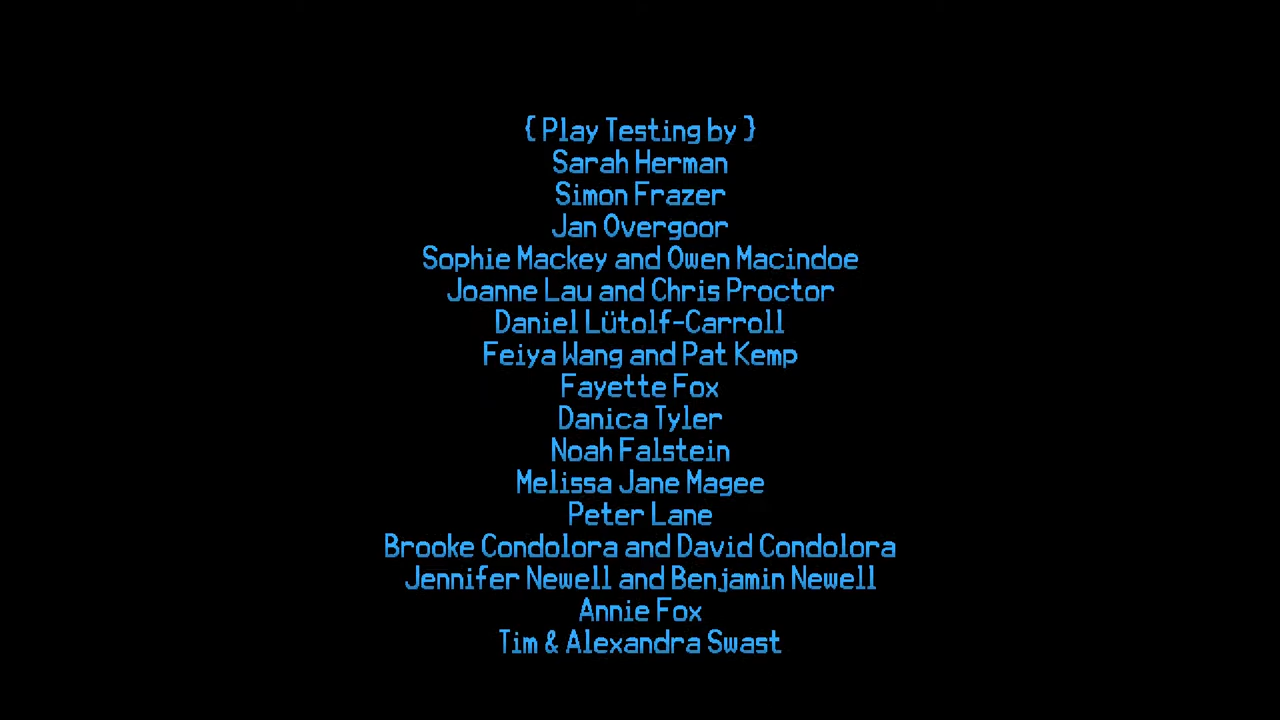 { Play Testing by }
Sarah Herman
Simon Frazer
Jan Overgoor
Sophie Mackey and Owen Macindoe
Joanne Lau and Chris Proctor
Daniel Lütolf-Carroll
Feiya Wang and Pat Kemp
Fayette Fox
Danica Tyler
Noah Falstein
Melissa Jane Magee
Peter Lane
Brooke Condolora and David Condolora
Jennifer Newell and Benjamin Newell
Annie Fox
Tim & Alexandra Swast